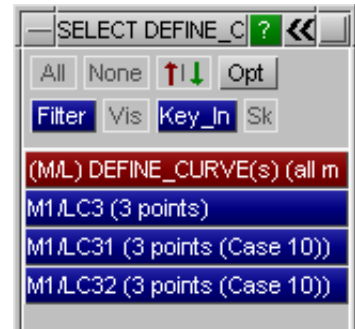 SELECT DEFINE_C ?
All None Opt
Filter Vis Key_In Sk
(M/L) DEFINE_CURVE(s) (all m
M1/LC3 (3 points)
M1/LC31 (3 points (Case 10))
M1/LC32 (3 points (Case 10))